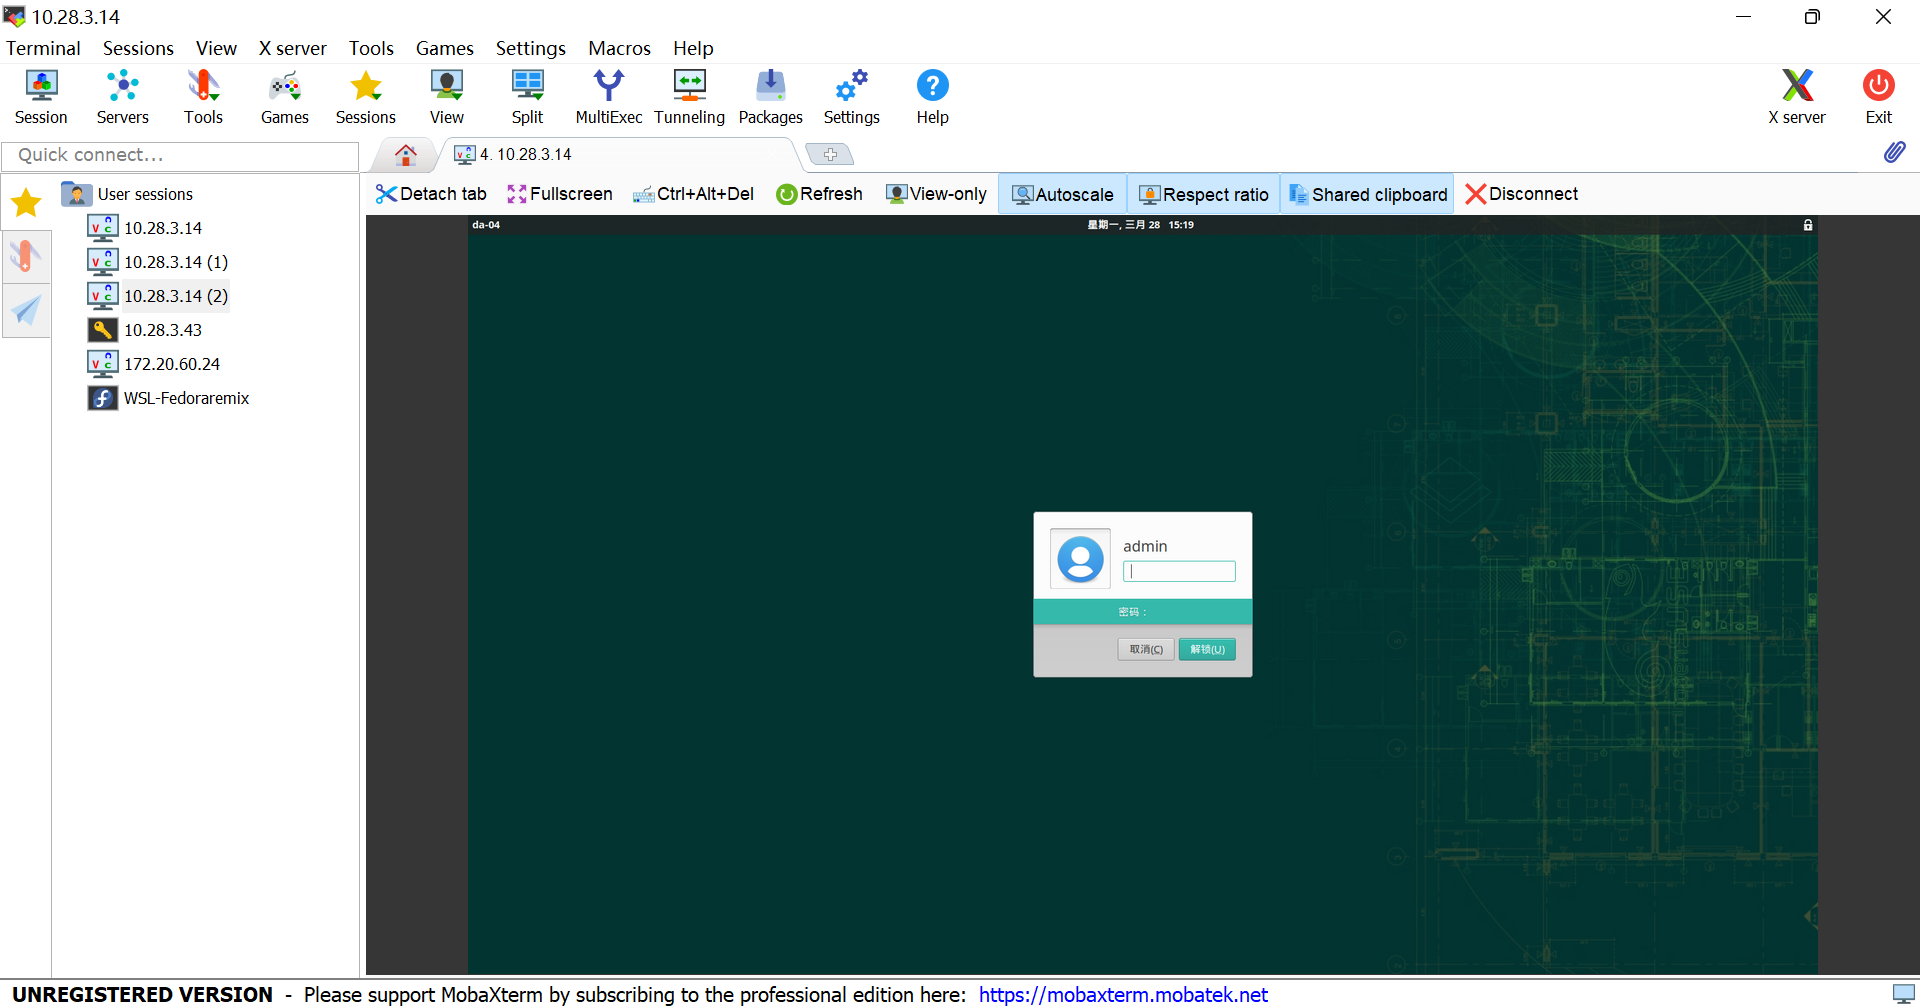 10.28.3.14
Terminal Sessions View X server Tools Games Settings Macros Help
Session Servers Tools Games Sessions View Split MultiExec Tunneling Packages Settings Help X server Exit
Quick connect...
4. 10.28.3.14
Detach tab Fullscreen Ctrl+Alt+Del Refresh View-only Autoscale Respect ratio Shared clipboard Disconnect
User sessions
10.28.3.14
10.28.3.14 (1)
10.28.3.14 (2)
10.28.3.43
172.20.60.24
WSL-Fedoraremix
da-04 星期一, 三月 28 15:19
admin
密码：
取消(C) 解锁(U)
UNREGISTERED VERSION - Please support MobaXterm by subscribing to the professional edition here: https://mobaxterm.mobatek.net